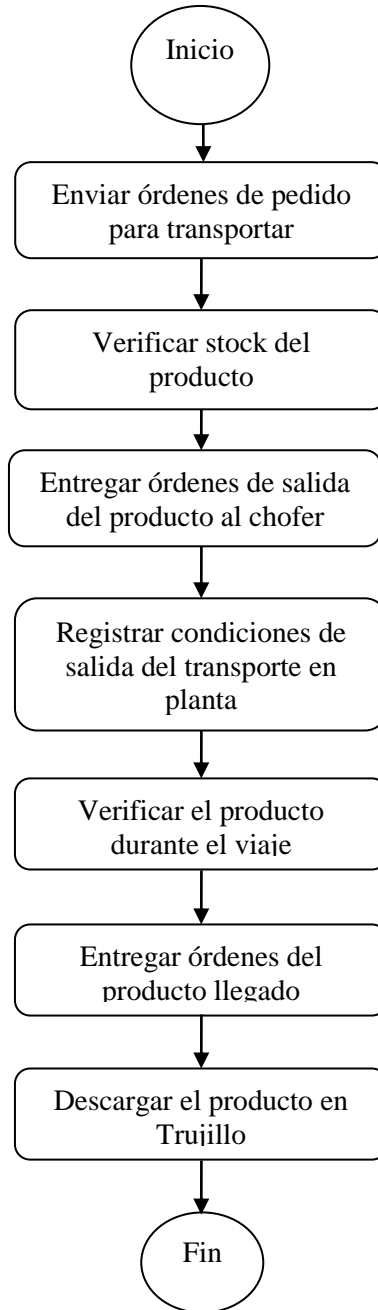 Inicio
Enviar órdenes de pedido
para transportar
Verificar stock del
producto
Entregar órdenes de salida
del producto al chofer
Registrar condiciones de
salida del transporte en
planta
Verificar el producto
durante el viaje
Entregar órdenes del
producto llegado
Descargar el producto en
Trujillo
Fin